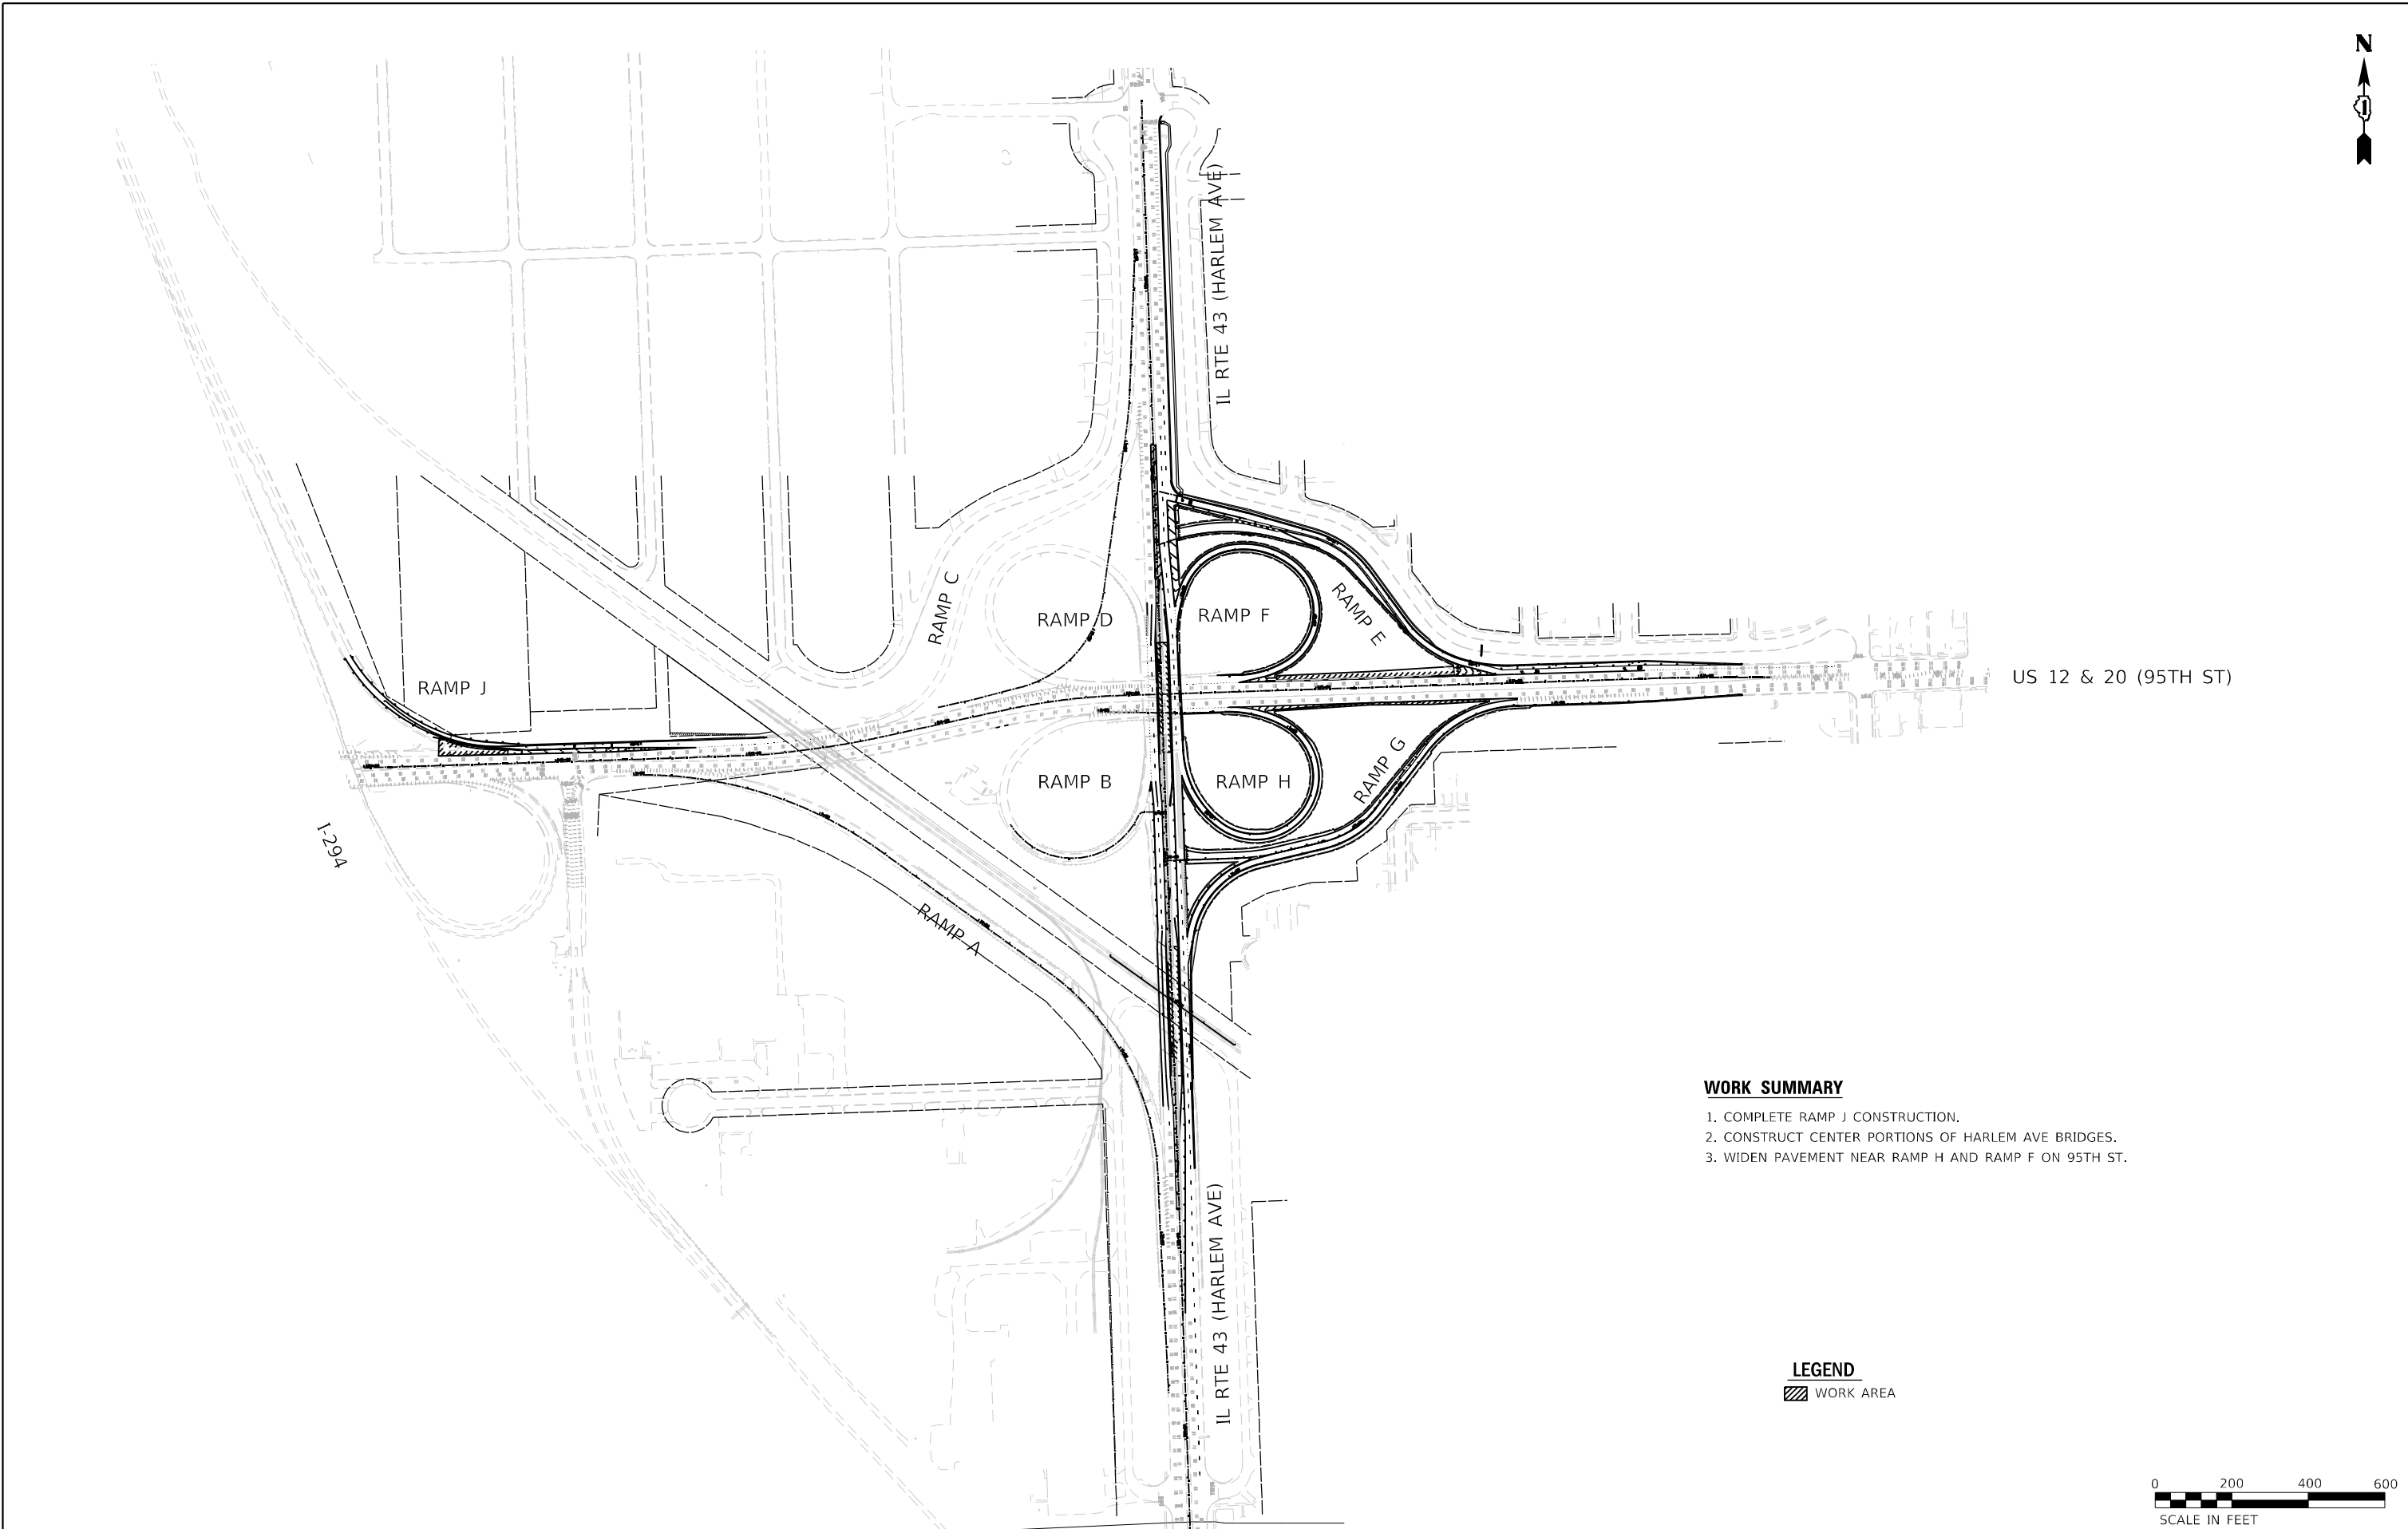 N
IL RTE 43 (HARLEM AVE)
RAMP C
RAMP D
RAMP F
RAMP E
US 12 & 20 (95TH ST)
RAMP J
RAMP B
RAMP H
RAMP G
I-294
RAMP A
WORK SUMMARY
1. COMPLETE RAMP J CONSTRUCTION.
2. CONSTRUCT CENTER PORTIONS OF HARLEM AVE BRIDGES.
3. WIDEN PAVEMENT NEAR RAMP H AND RAMP F ON 95TH ST.
IL RTE 43 (HARLEM AVE)
LEGEND
WORK AREA
0 200 400 600
SCALE IN FEET